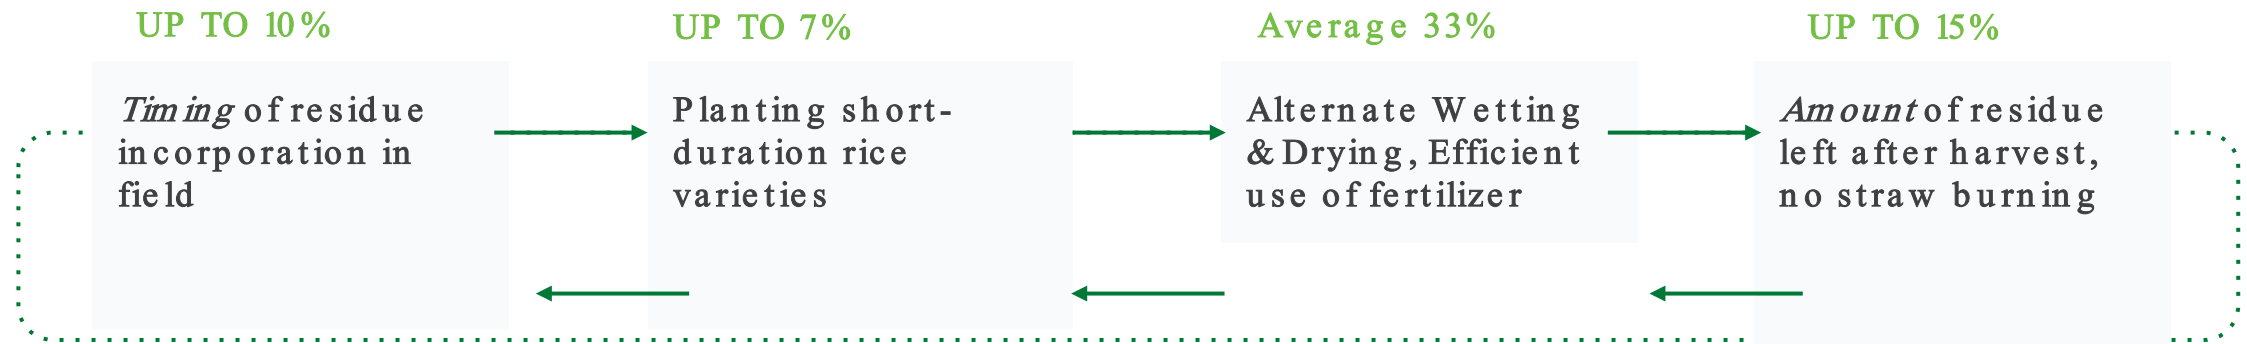 UP TO 10%
Timing of residue
incorporation in
field
UP TO 7%
Planting short-
duration rice
varieties
Average 33%
Alternate Wetting
& Drying, Efficient
use of fertilizer
UP TO 15%
Amount of residue
left after harvest,
no straw burning